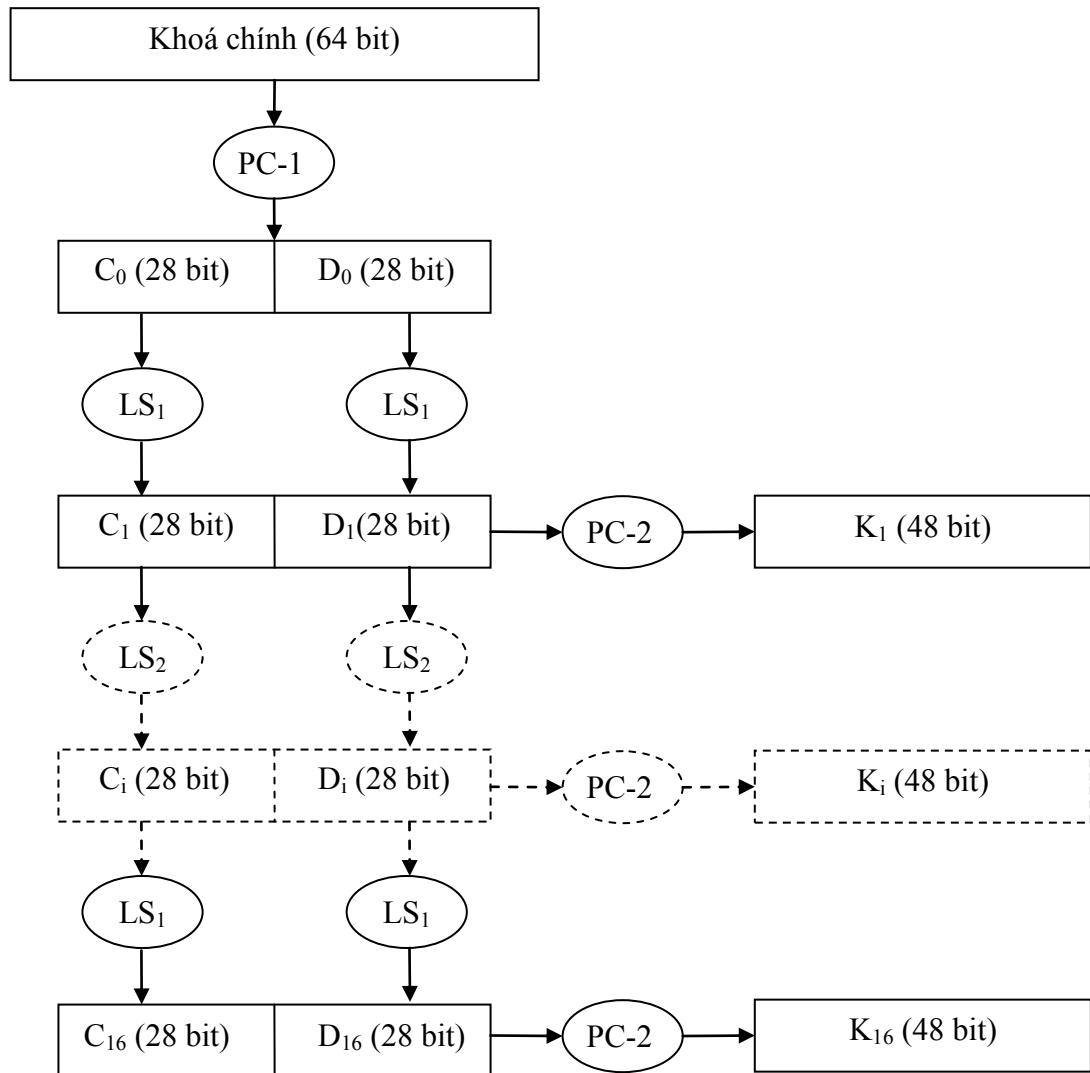 Khoá chính (64 bit)
PC-1
C₀ (28 bit) D₀ (28 bit)
LS₁ LS₁
C₁ (28 bit) D₁(28 bit) PC-2 K₁ (48 bit)
LS₂ LS₂
Cᵢ (28 bit) Dᵢ (28 bit) PC-2 Kᵢ (48 bit)
LS₁ LS₁
C₁₆ (28 bit) D₁₆ (28 bit) PC-2 K₁₆ (48 bit)